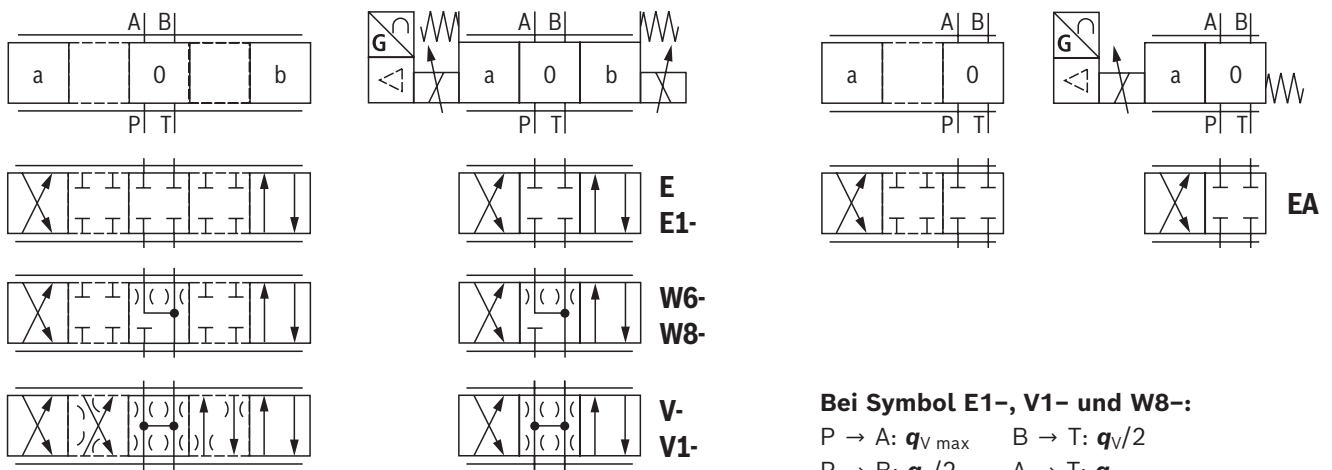 A B
A B
A B
A B
G
G
a 0 b
a 0 b
a 0
a 0
P T
P T
P T
P T
E
E1-
EA
W6-
W8-
V-
V1-
Bei Symbol E1–, V1– und W8–:
P → A: qV max B → T: qV/2